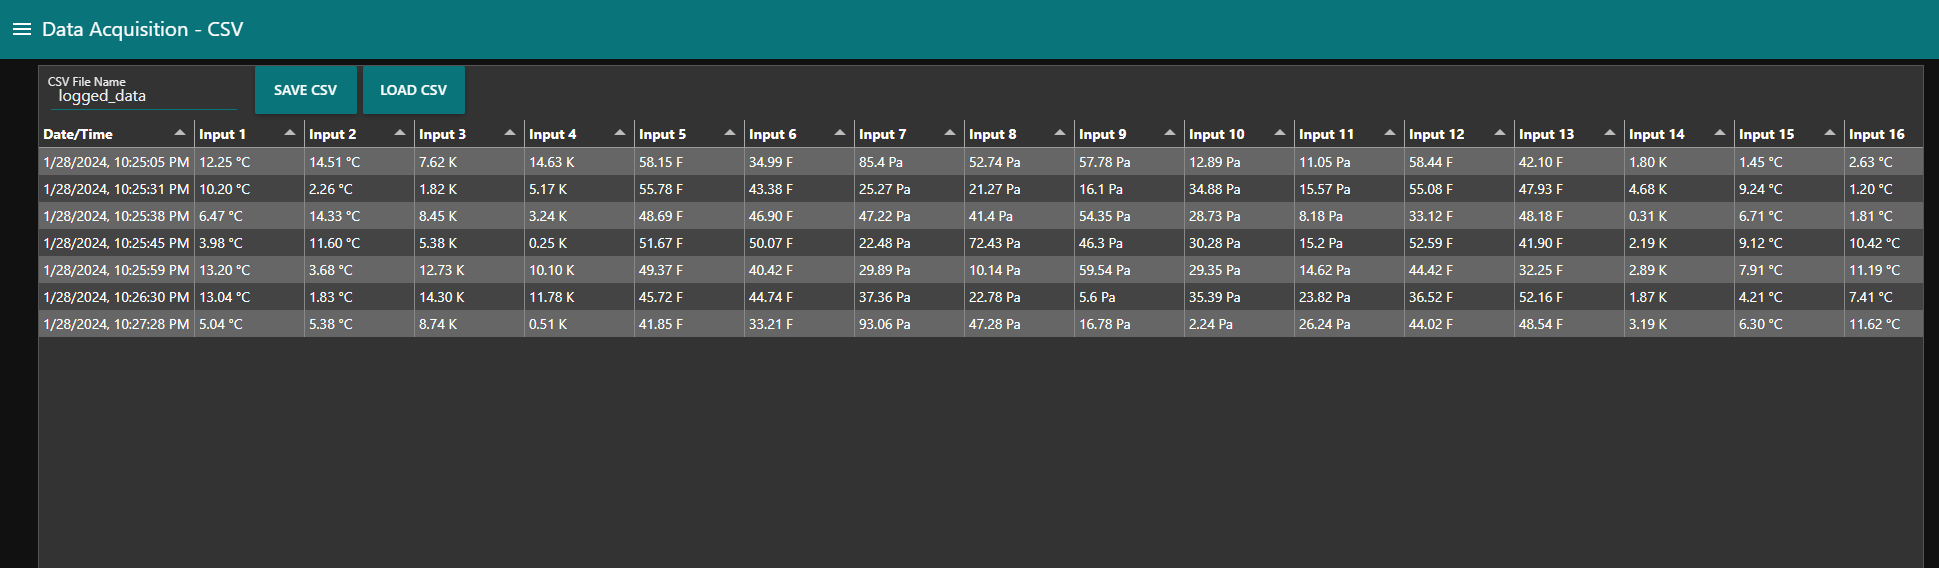 Data Acquisition - CSV
CSV File Name
logged_data
SAVE CSV LOAD CSV
Date/Time Input 1 Input 2 Input 3 Input 4 Input 5 Input 6 Input 7 Input 8 Input 9 Input 10 Input 11 Input 12 Input 13 Input 14 Input 15 Input 16
1/28/2024, 10:25:05 PM 12.25 °C 14.51 °C 7.62 K 14.63 K 58.15 F 34.99 F 85.4 Pa 52.74 Pa 57.78 Pa 12.89 Pa 11.05 Pa 58.44 F 42.10 F 1.80 K 1.45 °C 2.63 °C
1/28/2024, 10:25:31 PM 10.20 °C 2.26 °C 1.82 K 5.17 K 55.78 F 43.38 F 25.27 Pa 21.27 Pa 16.1 Pa 34.88 Pa 15.57 Pa 55.08 F 47.93 F 4.68 K 9.24 °C 1.20 °C
1/28/2024, 10:25:38 PM 6.47 °C 14.33 °C 8.45 K 3.24 K 48.69 F 46.90 F 47.22 Pa 41.4 Pa 54.35 Pa 28.73 Pa 8.18 Pa 33.12 F 48.18 F 0.31 K 6.71 °C 1.81 °C
1/28/2024, 10:25:45 PM 3.98 °C 11.60 °C 5.38 K 0.25 K 51.67 F 50.07 F 22.48 Pa 72.43 Pa 46.3 Pa 30.28 Pa 15.2 Pa 52.59 F 41.90 F 2.19 K 9.12 °C 10.42 °C
1/28/2024, 10:25:59 PM 13.20 °C 3.68 °C 12.73 K 10.10 K 49.37 F 40.42 F 29.89 Pa 10.14 Pa 59.54 Pa 29.35 Pa 14.62 Pa 44.42 F 32.25 F 2.89 K 7.91 °C 11.19 °C
1/28/2024, 10:26:30 PM 13.04 °C 1.83 °C 14.30 K 11.78 K 45.72 F 44.74 F 37.36 Pa 22.78 Pa 5.6 Pa 35.39 Pa 23.82 Pa 36.52 F 52.16 F 1.87 K 4.21 °C 7.41 °C
1/28/2024, 10:27:28 PM 5.04 °C 5.38 °C 8.74 K 0.51 K 41.85 F 33.21 F 93.06 Pa 47.28 Pa 16.78 Pa 2.24 Pa 26.24 Pa 44.02 F 48.54 F 3.19 K 6.30 °C 11.62 °C